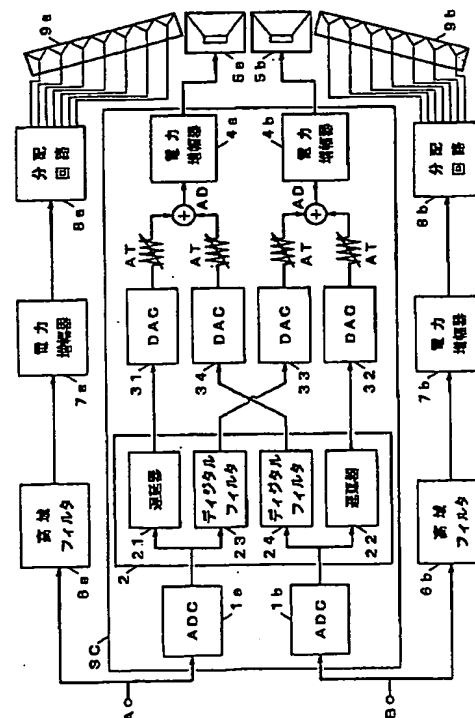 A
高域
フィルタ
6a
電力
増幅器
7a
分配
回路
8a
9a
SC
ADC
1a
2
遅延器
21
ディジタル
フィルタ
23
DAC
31
AT
DAC
34
AT
AD
電力
増幅器
4a
5a
ADC
1b
ディジタル
フィルタ
24
遅延器
22
DAC
33
AT
DAC
32
AT
AD
電力
増幅器
4b
5b
B
高域
フィルタ
6b
電力
増幅器
7b
分配
回路
8b
9b